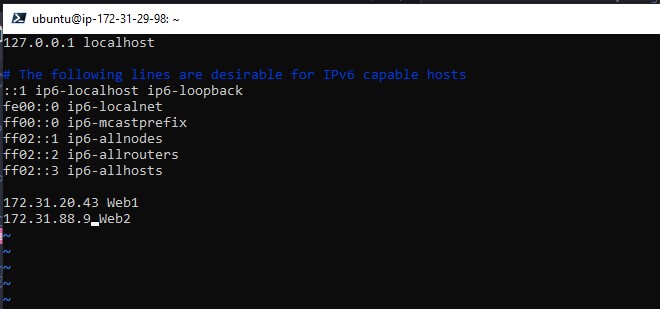 ubuntu@ip-172-31-29-98: ~
127.0.0.1 localhost
# The following lines are desirable for IPv6 capable hosts
::1 ip6-localhost ip6-loopback
fe00::0 ip6-localnet
ff00::0 ip6-mcastprefix
ff02::1 ip6-allnodes
ff02::2 ip6-allrouters
ff02::3 ip6-allhosts
172.31.20.43 Web1
172.31.88.9 Web2
~
~
~
~
~